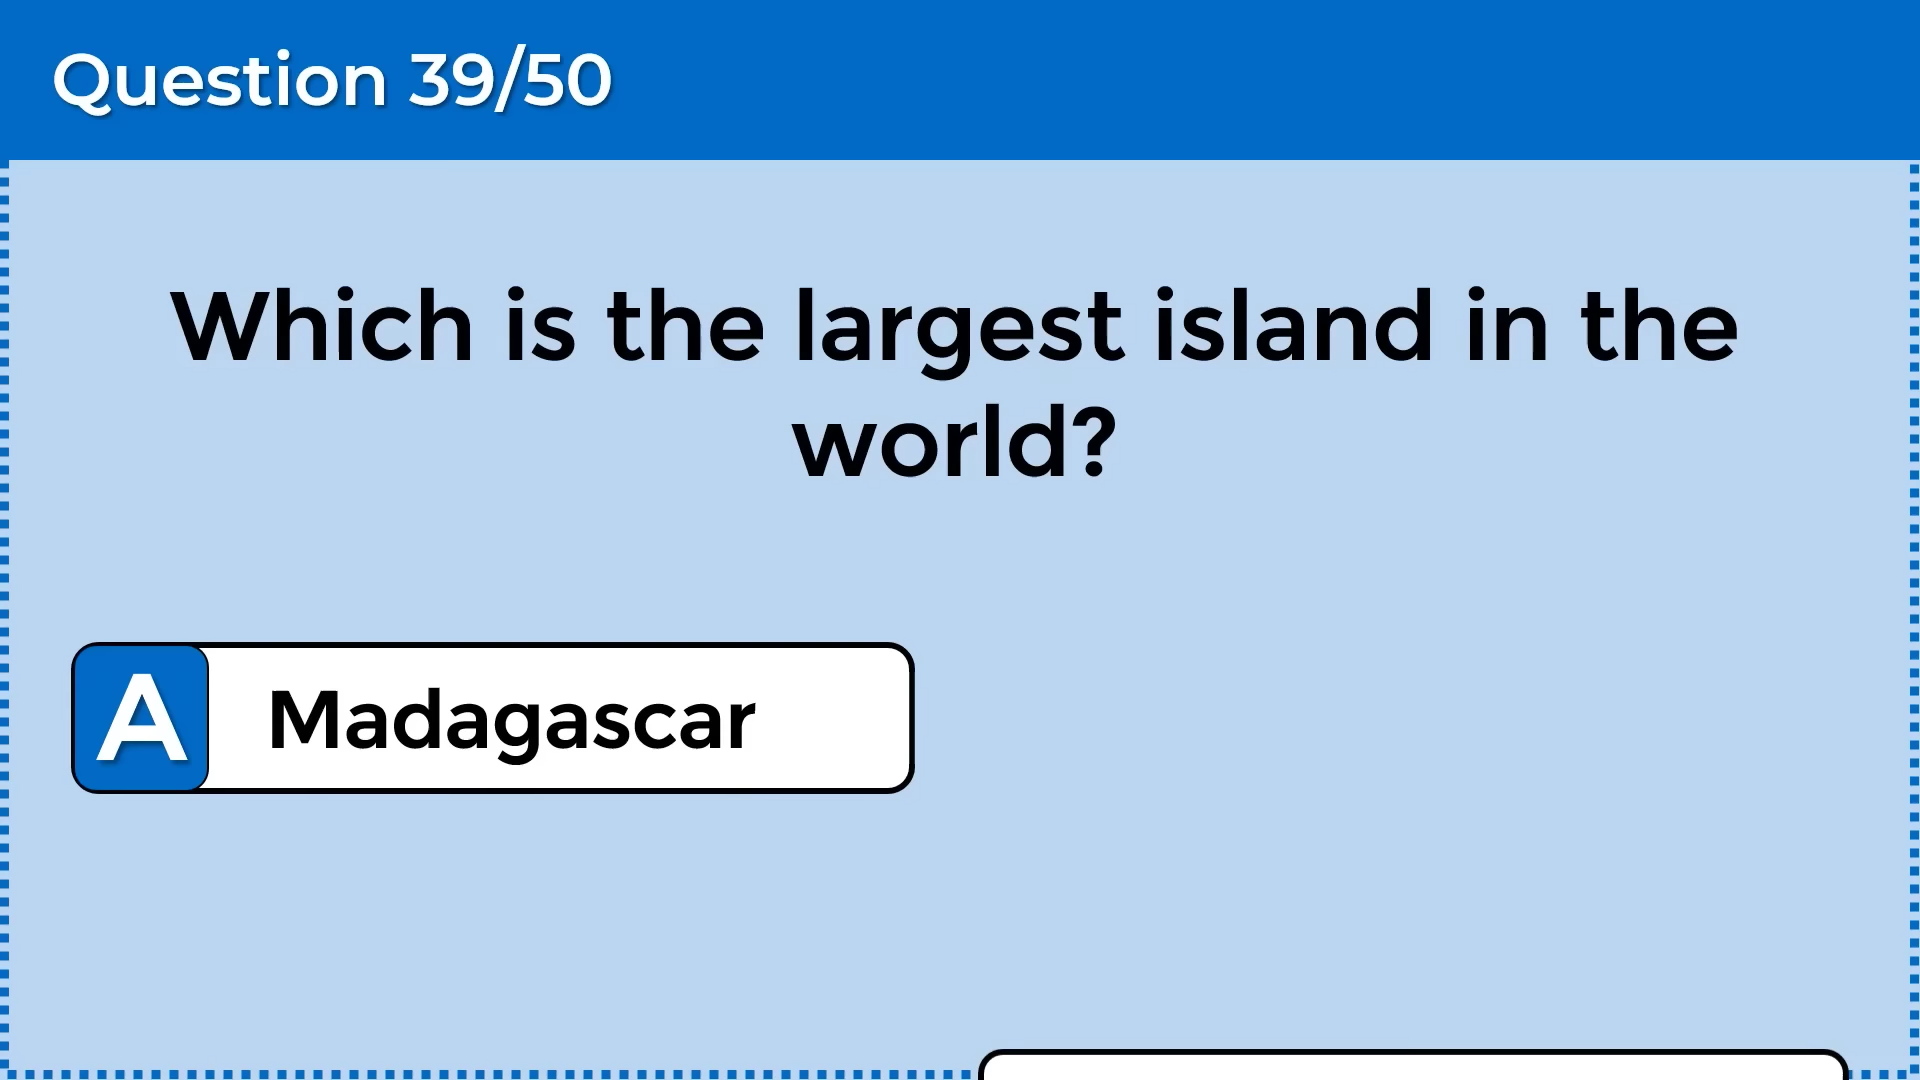 Question 39/50
Which is the largest island in the
world?
A Madagascar